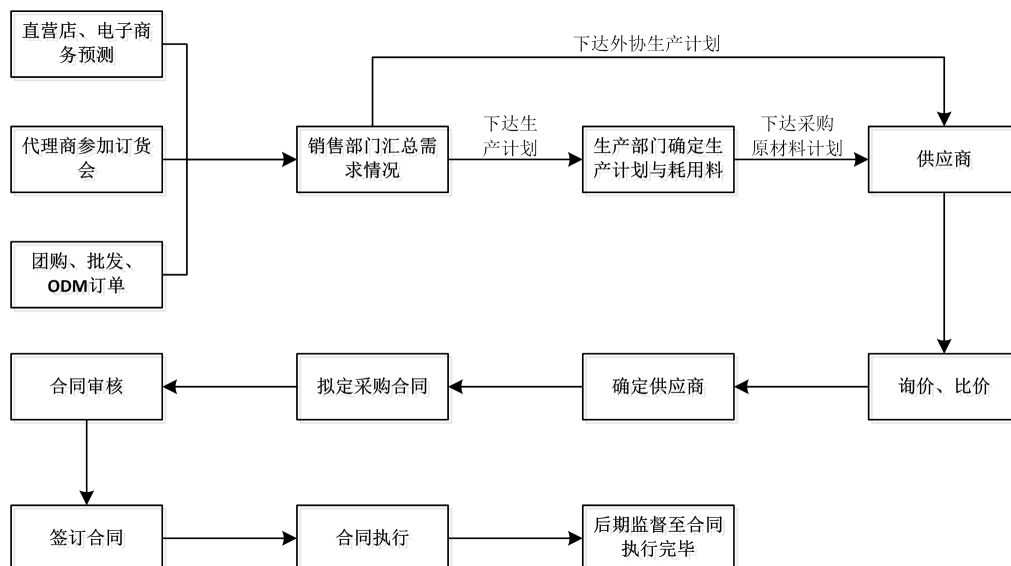 直营店、电子商
务预测
下达外协生产计划
代理商参加订货
会
销售部门汇总需
求情况
下达生
产计划
生产部门确定生
产计划与耗用料
下达采购
原材料计划
供应商
团购、批发、
ODM订单
合同审核
拟定采购合同
确定供应商
询价、比价
签订合同
合同执行
后期监督至合同
执行完毕